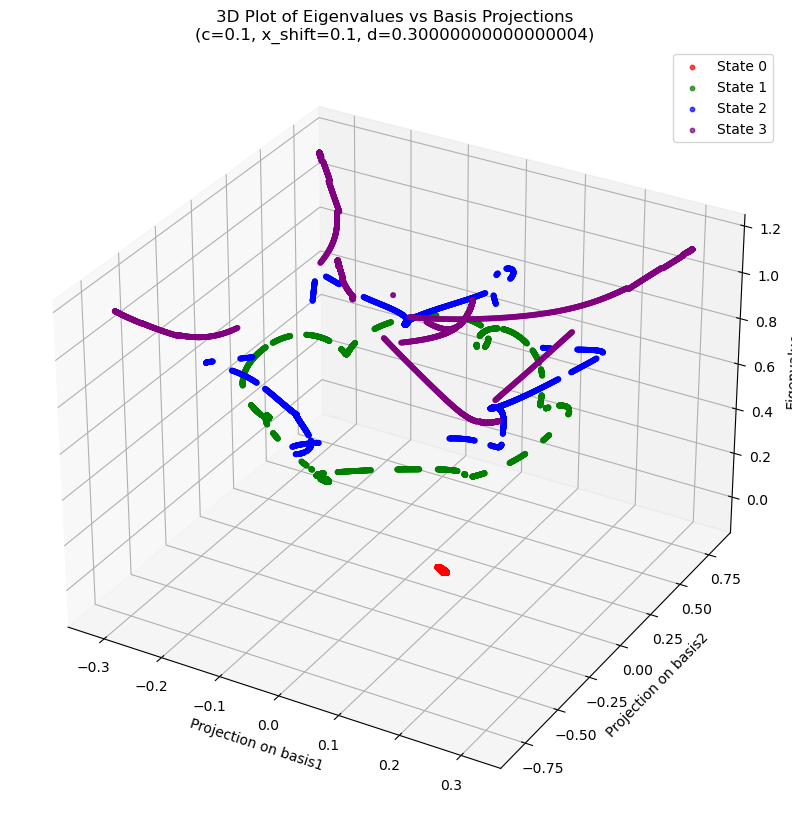 3D Plot of Eigenvalues vs Basis Projections
(c=0.1, x_shift=0.1, d=0.30000000000000004)
State 0
State 1
State 2
State 3
1.2
1.0
0.8
0.6
0.4
0.2
0.0
0.75
0.50
0.25
0.00
−0.25
−0.50
−0.75
Projection on basis2
−0.3
−0.2
−0.1
0.0
0.1
0.2
0.3
Projection on basis1